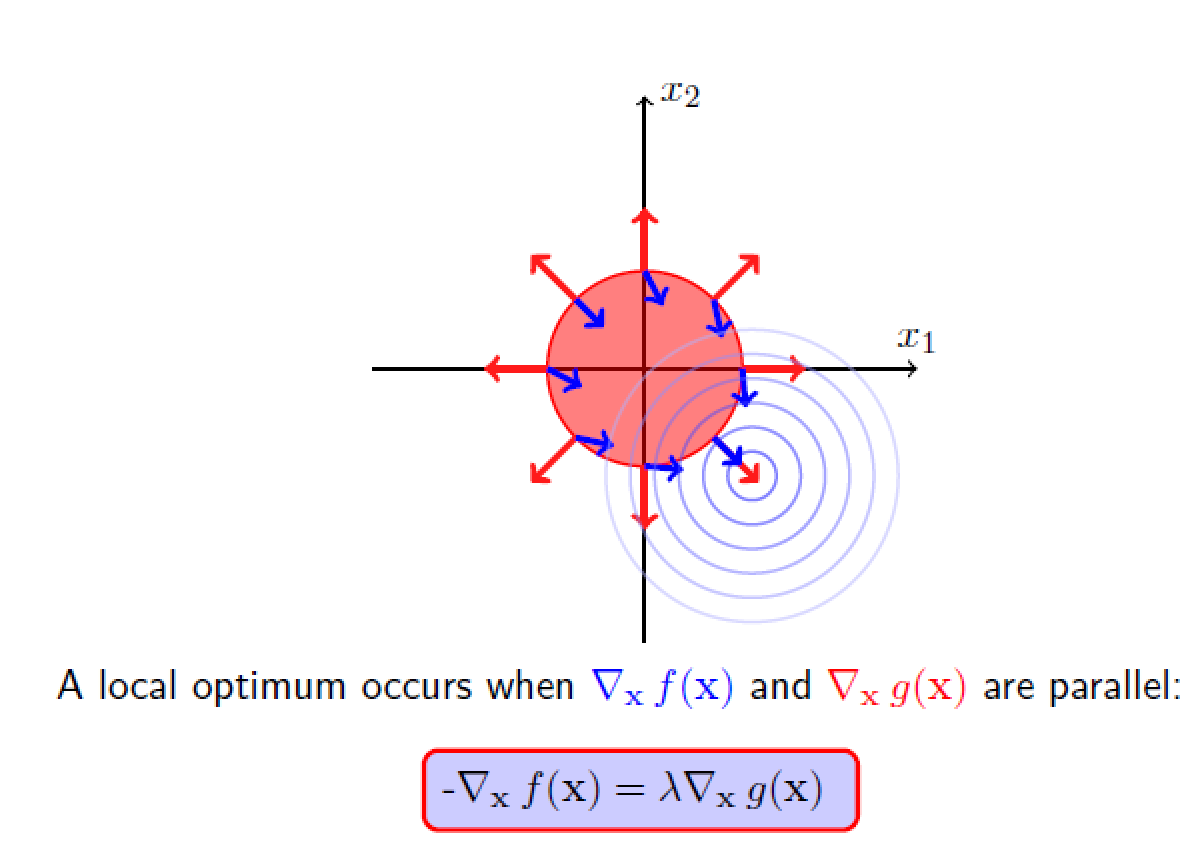 x₂
x₁
A local optimum occurs when ∇ₓ f(x) and ∇ₓ g(x) are parallel:
-∇ₓ f(x) = λ∇ₓ g(x)